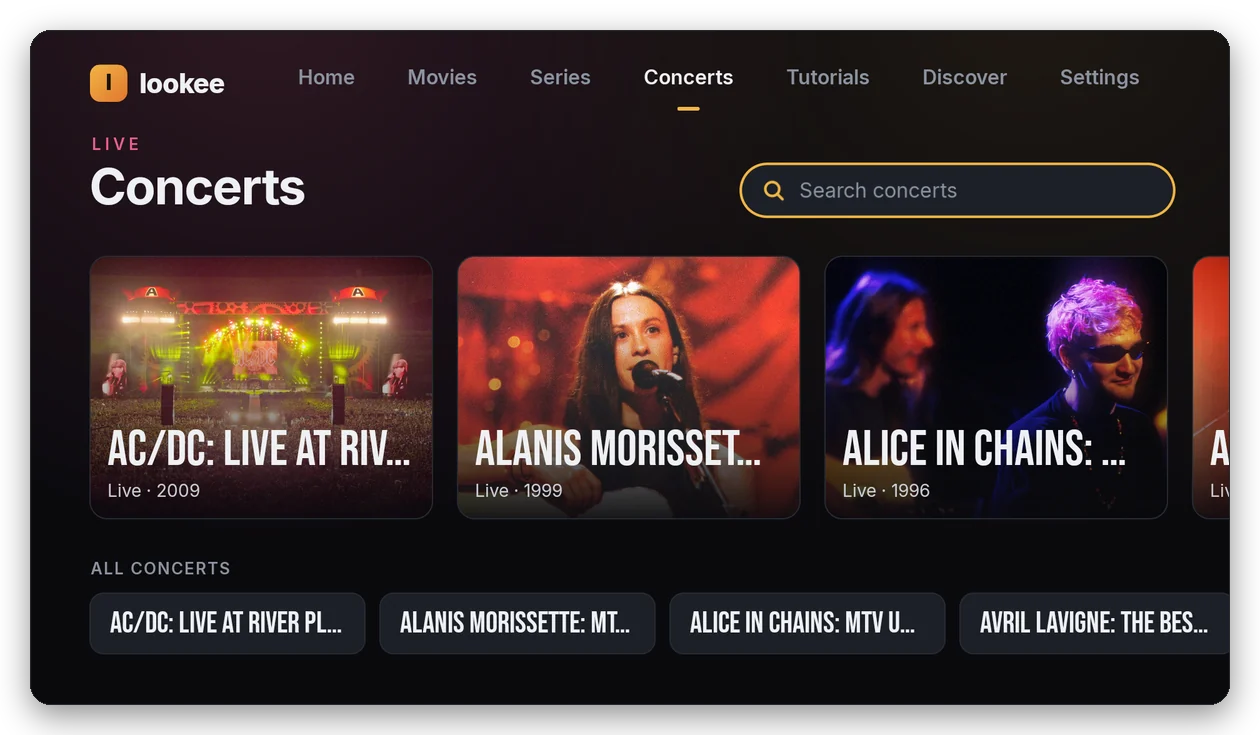 l lookee Home Movies Series Concerts Tutorials Discover Settings
LIVE
Concerts
Search concerts
A A
AC/DC: LIVE AT RIV...
Live · 2009
ALANIS MORISSET...
Live · 1999
ALICE IN CHAINS: ...
Live · 1996
A
Liv
ALL CONCERTS
AC/DC: LIVE AT RIVER PL...
ALANIS MORISSETTE: MT...
ALICE IN CHAINS: MTV U...
AVRIL LAVIGNE: THE BES...